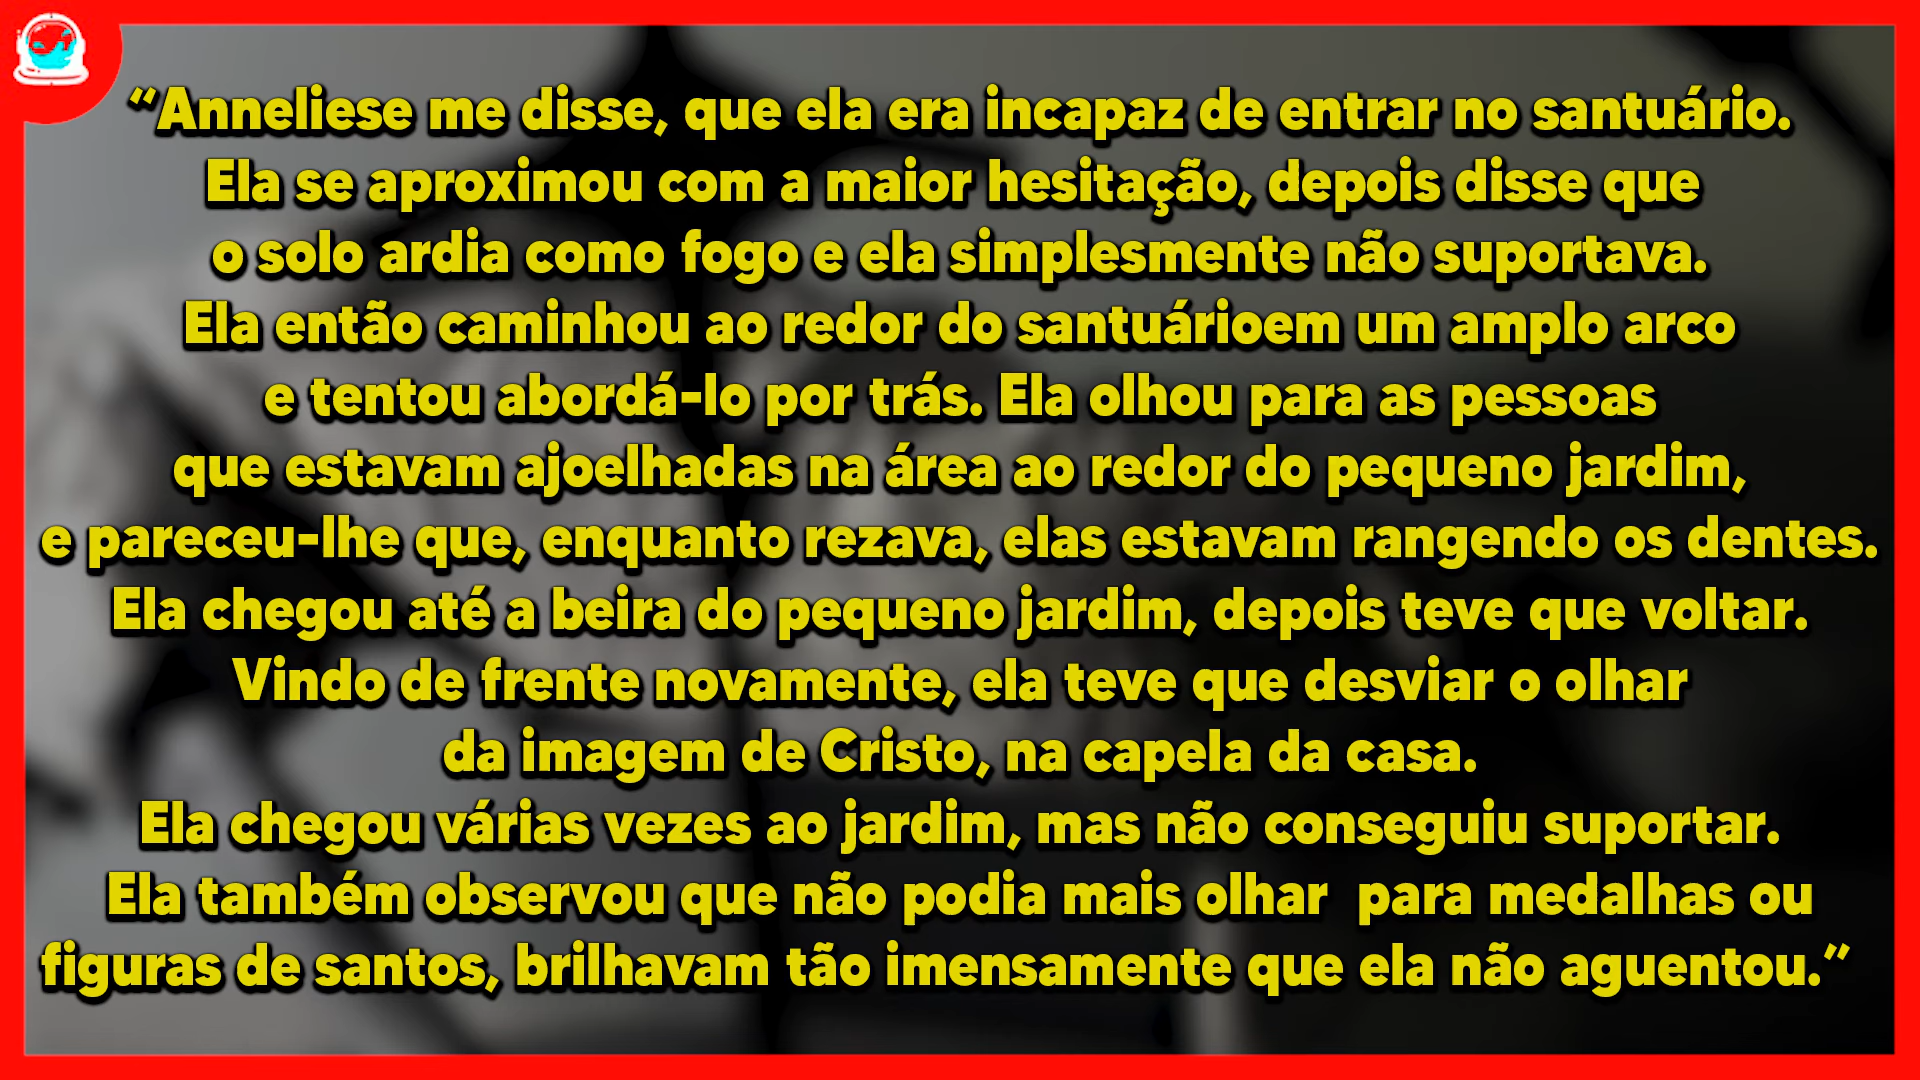 “Anneliese me disse, que ela era incapaz de entrar no santuário.
Ela se aproximou com a maior hesitação, depois disse que
o solo ardia como fogo e ela simplesmente não suportava.
Ela então caminhou ao redor do santuárioem um amplo arco
e tentou abordá-lo por trás. Ela olhou para as pessoas
que estavam ajoelhadas na área ao redor do pequeno jardim,
e pareceu-lhe que, enquanto rezava, elas estavam rangendo os dentes.
Ela chegou até a beira do pequeno jardim, depois teve que voltar.
Vindo de frente novamente, ela teve que desviar o olhar
da imagem de Cristo, na capela da casa.
Ela chegou várias vezes ao jardim, mas não conseguiu suportar.
Ela também observou que não podia mais olhar  para medalhas ou
figuras de santos, brilhavam tão imensamente que ela não aguentou.”